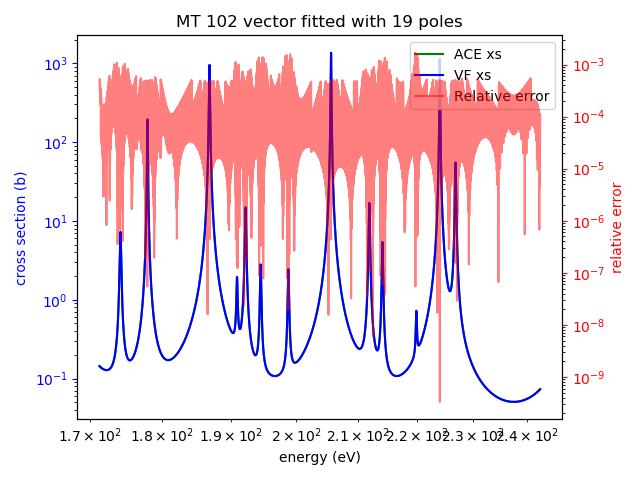 MT 102 vector fitted with 19 poles
ACE xs
VF xs
Relative error
cross section (b)
10³
10²
10¹
10⁰
10⁻¹
10⁻³
10⁻⁴
10⁻⁵
10⁻⁶
10⁻⁷
10⁻⁸
10⁻⁹
relative error
1.7 × 10² 1.8 × 10² 1.9 × 10² 2 × 10² 2.1 × 10² 2.2 × 10² 2.3 × 10² 2.4 × 10²
energy (eV)